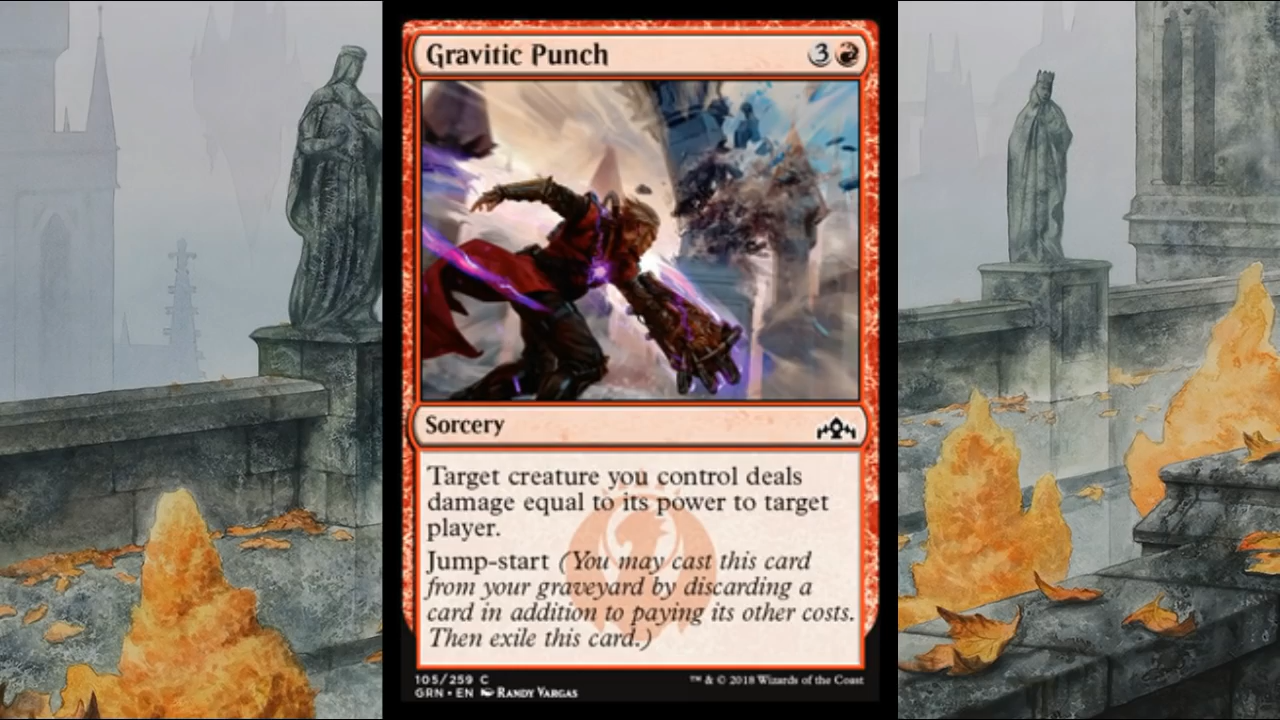 Gravitic Punch 3
Sorcery
Target creature you control deals
damage equal to its power to target
player.
Jump-start (You may cast this card
from your graveyard by discarding a
card in addition to paying its other costs.
Then exile this card.)
105/259 C
GRN • EN RANDY VARGAS
™ & © 2018 Wizards of the Coast